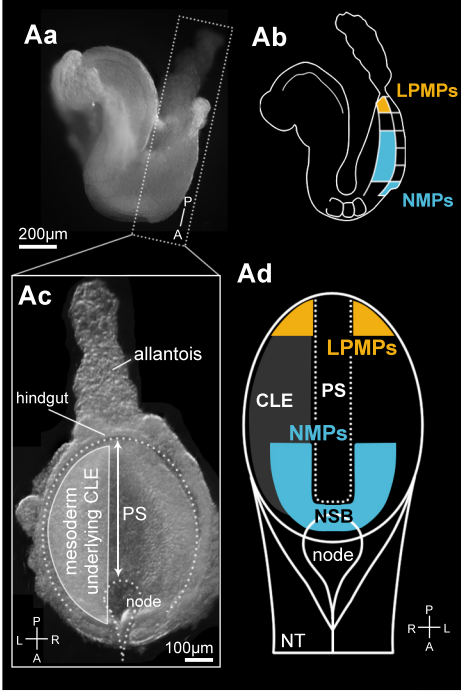 Aa
P
A
200µm
Ab
LPMPs
NMPs
Ac
allantois
hindgut
mesoderm
underlying CLE
PS
node
P
L R
A
100µm
Ad
LPMPs
CLE
PS
NMPs
NSB
node
NT
P
R L
A